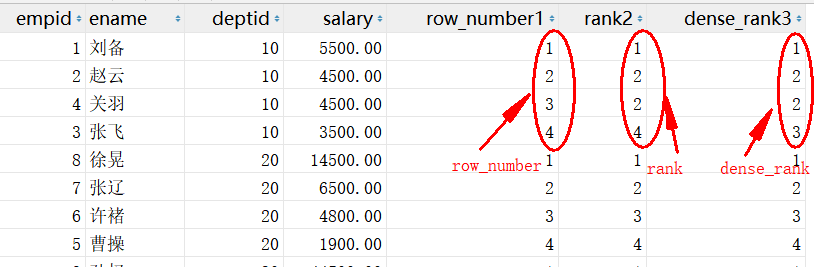 empid ename deptid salary row_number1 rank2 dense_rank3
1 刘备 10 5500.00 1 1 1
2 赵云 10 4500.00 2 2 2
4 关羽 10 4500.00 3 2 2
3 张飞 10 3500.00 4 4 3
8 徐晃 20 14500.00 1 1 1
row_number rank dense_rank
7 张辽 20 6500.00 2 2 2
6 许褚 20 4800.00 3 3 3
5 曹操 20 1900.00 4 4 4